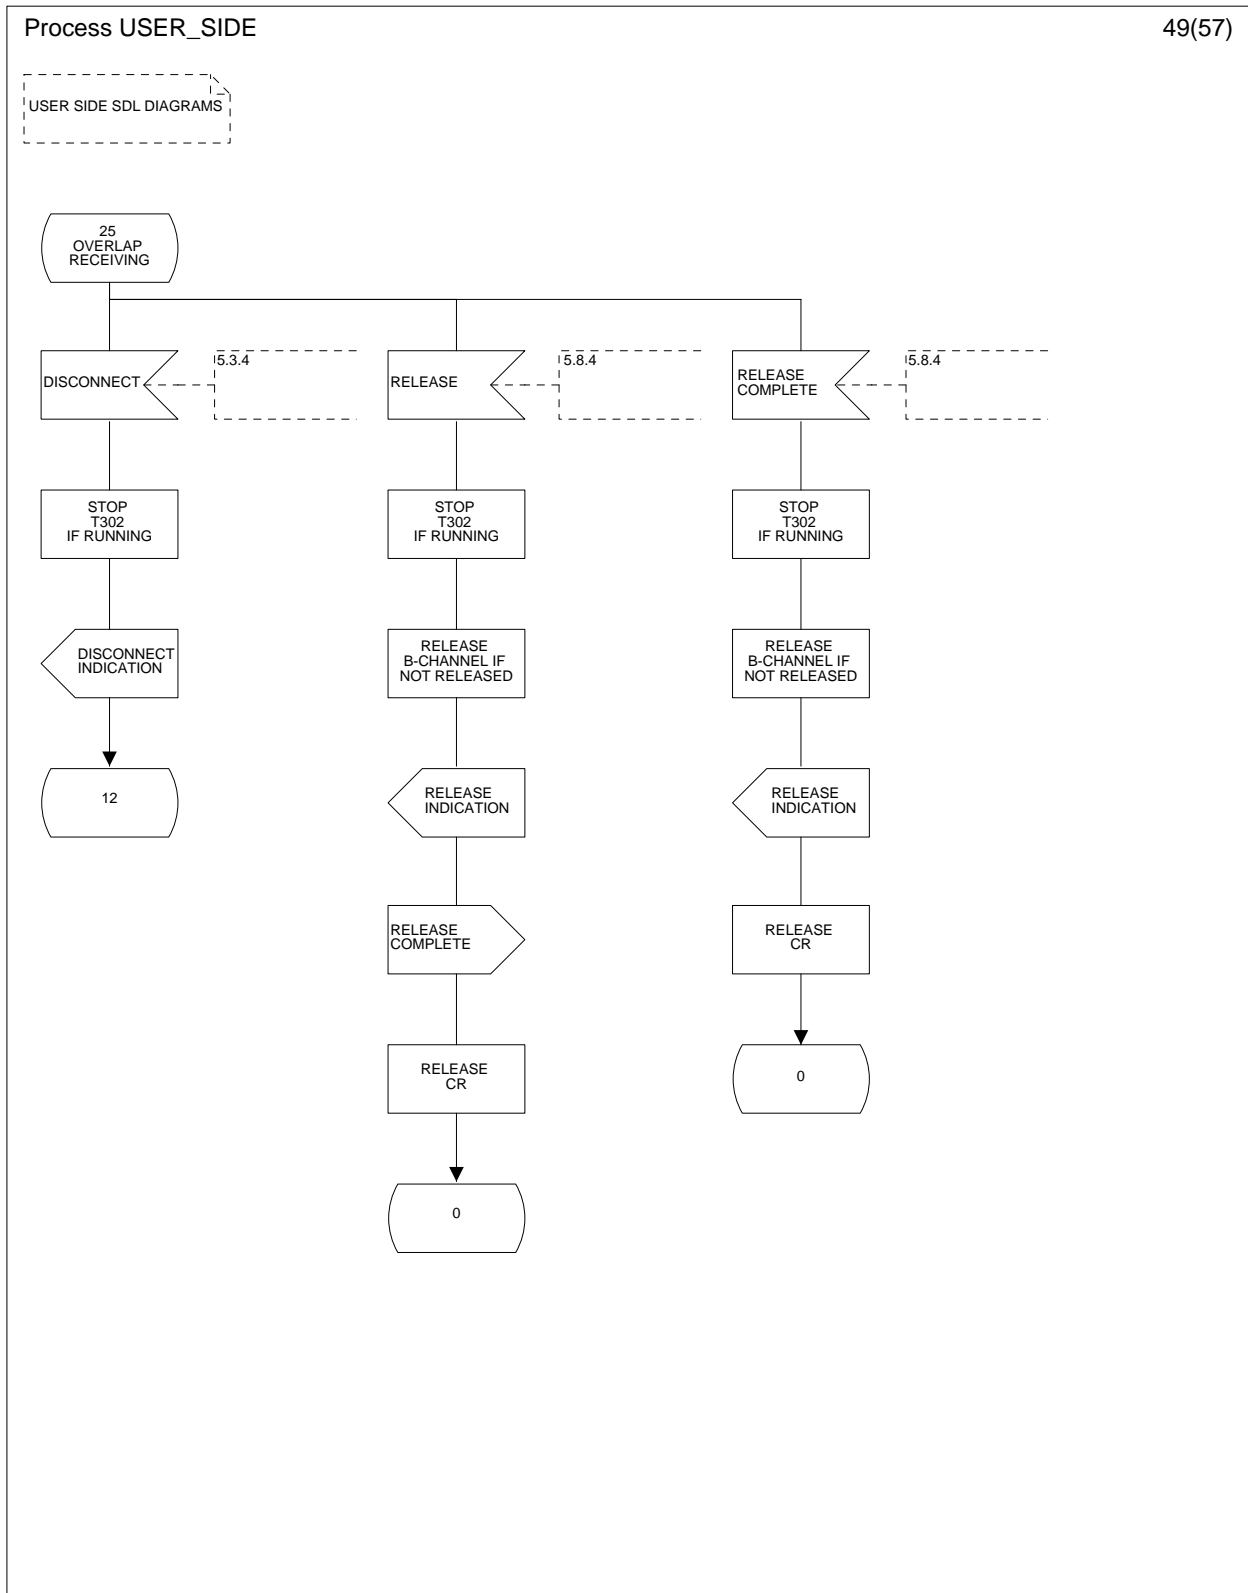 Process USER_SIDE
49(57)
USER SIDE SDL DIAGRAMS
25
OVERLAP
RECEIVING
DISCONNECT
5.3.4
RELEASE
5.8.4
RELEASE
COMPLETE
5.8.4
STOP
T302
IF RUNNING
STOP
T302
IF RUNNING
STOP
T302
IF RUNNING
DISCONNECT
INDICATION
RELEASE
B-CHANNEL IF
NOT RELEASED
RELEASE
B-CHANNEL IF
NOT RELEASED
12
RELEASE
INDICATION
RELEASE
INDICATION
RELEASE
COMPLETE
RELEASE
CR
RELEASE
CR
0
0